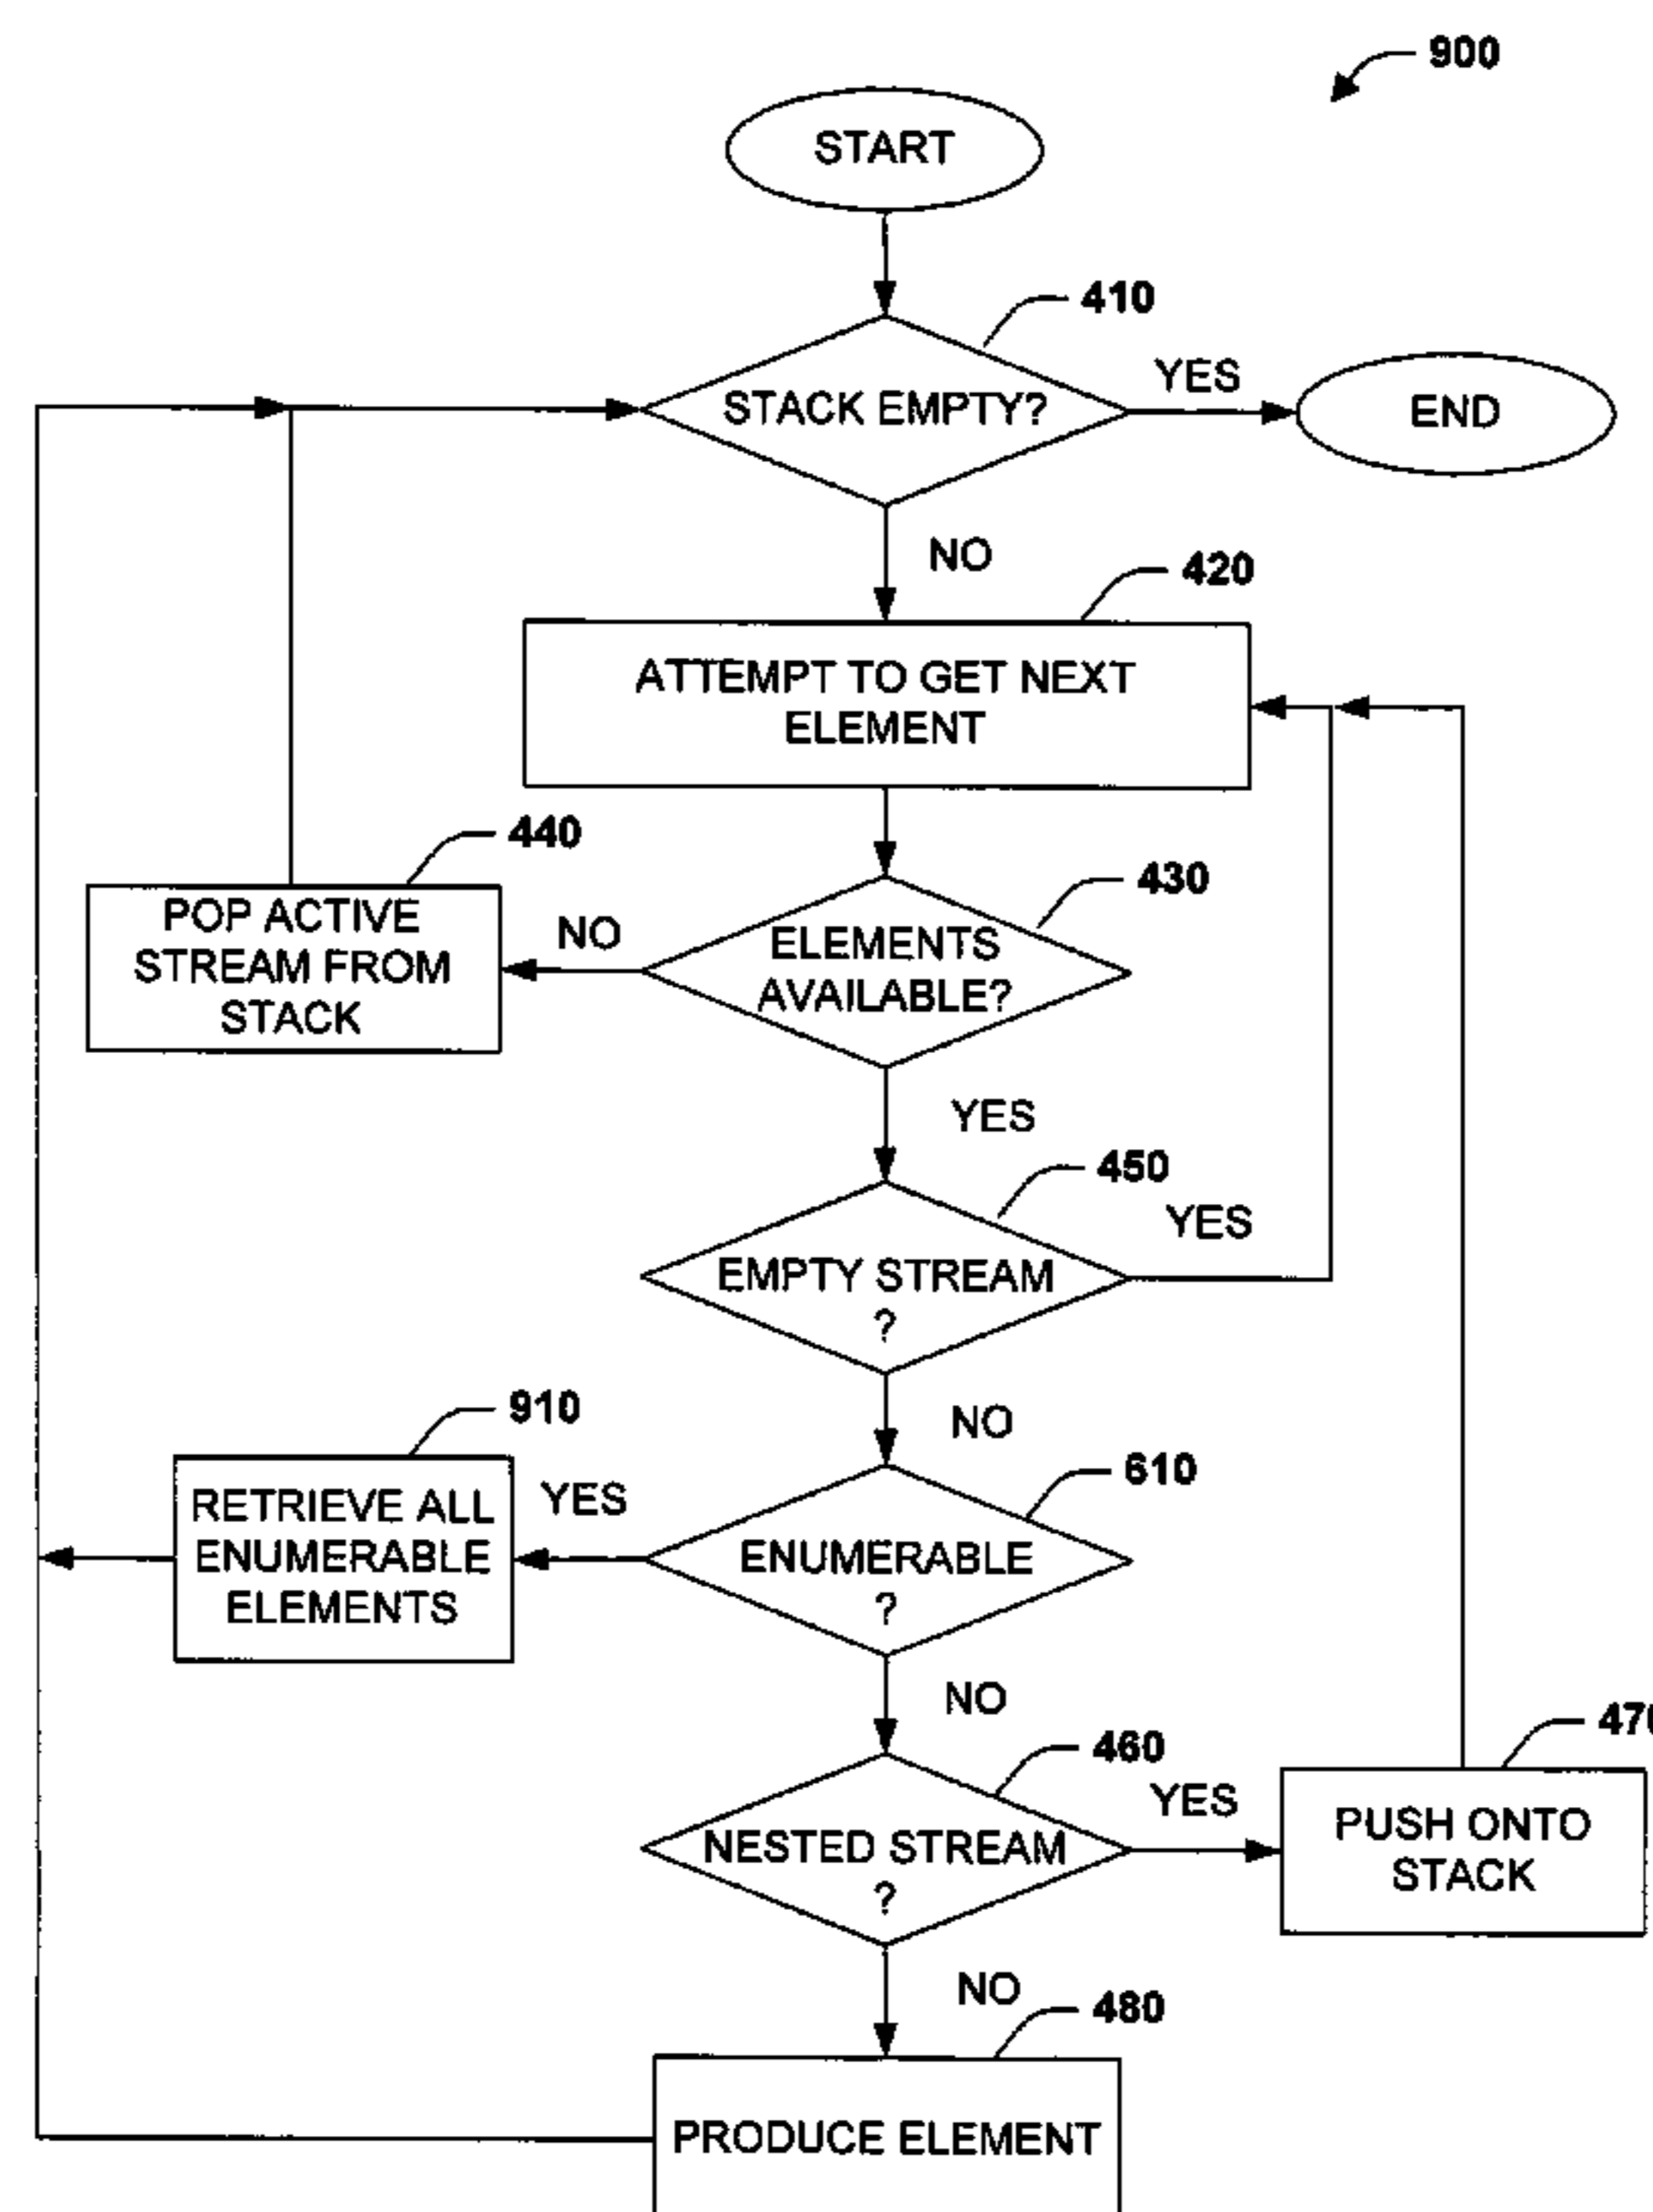 900
START
410
STACK EMPTY?
YES
END
NO
420
ATTEMPT TO GET NEXT
ELEMENT
440
POP ACTIVE
STREAM FROM
STACK
NO
430
ELEMENTS
AVAILABLE?
YES
450
EMPTY STREAM
?
YES
NO
910
RETRIEVE ALL
ENUMERABLE
ELEMENTS
YES
610
ENUMERABLE
?
NO
460
NESTED STREAM
?
YES
470
PUSH ONTO
STACK
NO
480
PRODUCE ELEMENT